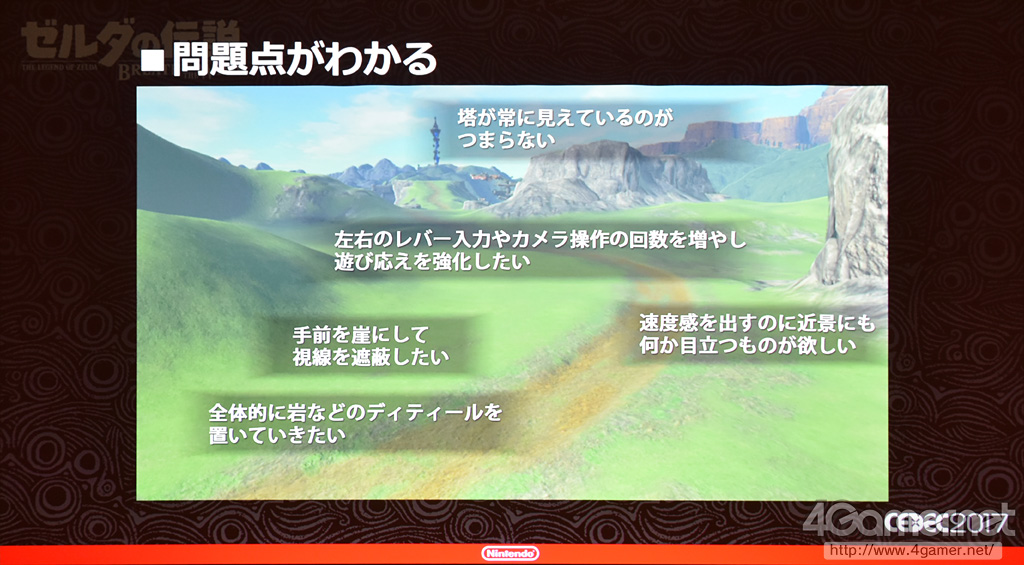 ゼルダの伝説
THE LEGEND OF ZELDA
■問題点がわかる
塔が常に見えているのが
つまらない
左右のレバー入力やカメラ操作の回数を増やし
遊び応えを強化したい
手前を崖にして
視線を遮蔽したい
速度感を出すのに近景にも
何か目立つものが欲しい
全体的に岩などのディティールを
置いていきたい
4Gamer.net
CEDEC2017
http://www.4gamer.net/
Nintendo